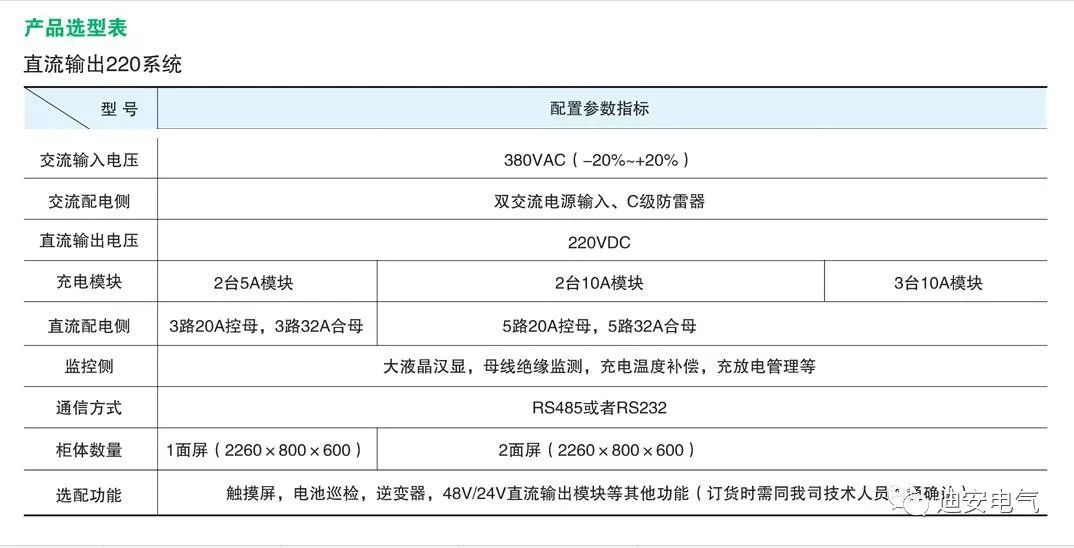 产品选型表
直流输出220系统
型号 配置参数指标
交流输入电压 380VAC（-20%~+20%）
交流配电侧 双交流电源输入、C级防雷器
直流输出电压 220VDC
充电模块 2台5A模块 2台10A模块 3台10A模块
直流配电侧 3路20A控母，3路32A合母 5路20A控母，5路32A合母
监控侧 大液晶汉显，母线绝缘监测，充电温度补偿，充放电管理等
通信方式 RS485或者RS232
柜体数量 1面屏（2260×800×600） 2面屏（2260×800×600）
选配功能 触摸屏，电池巡检，逆变器，48V/24V直流输出模块等其他功能（订货时需同我司技术人员 通确认）
迪安电气